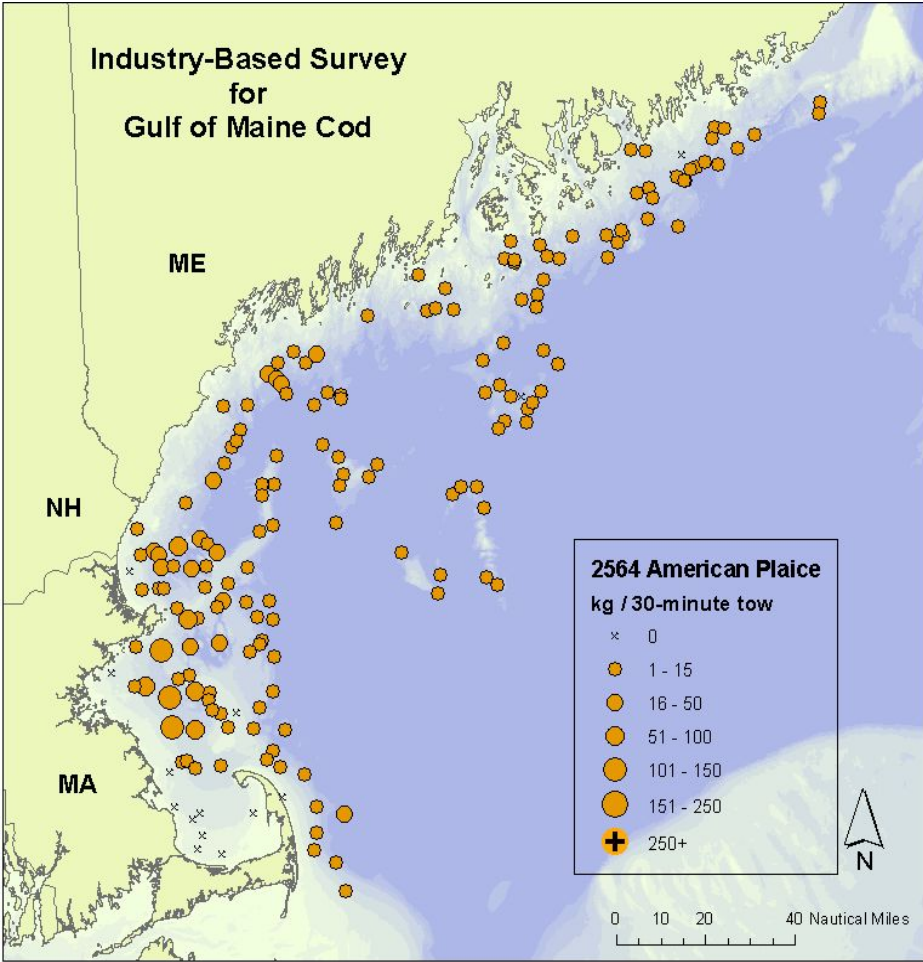 Industry-Based Survey
for
Gulf of Maine Cod
ME
NH
MA
2564 American Plaice
kg / 30-minute tow
0
1 - 15
16 - 50
51 - 100
101 - 150
151 - 250
250+
N
0 10 20 40 Nautical Miles